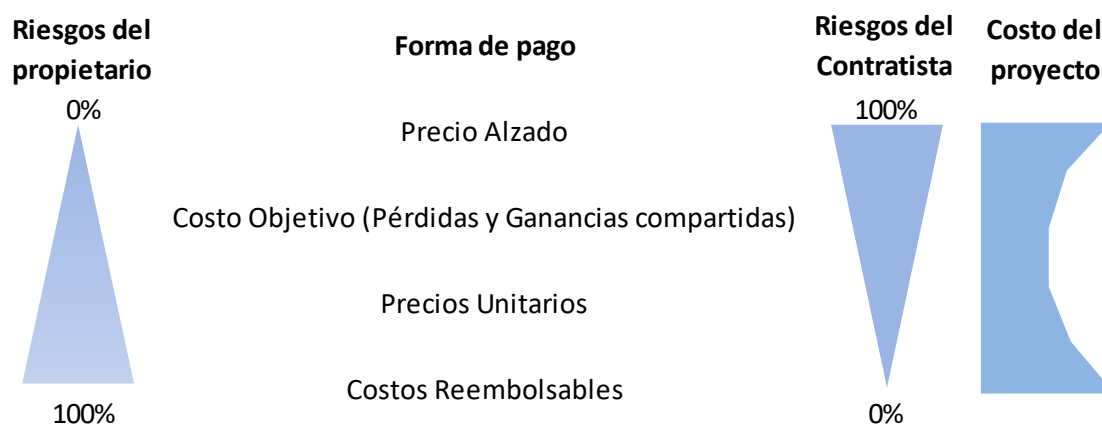 Riesgos del
propietario
0%
100%
Forma de pago
Precio Alzado
Costo Objetivo (Pérdidas y Ganancias compartidas)
Precios Unitarios
Costos Reembolsables
Riesgos del
Contratista
100%
0%
Costo del
proyecto